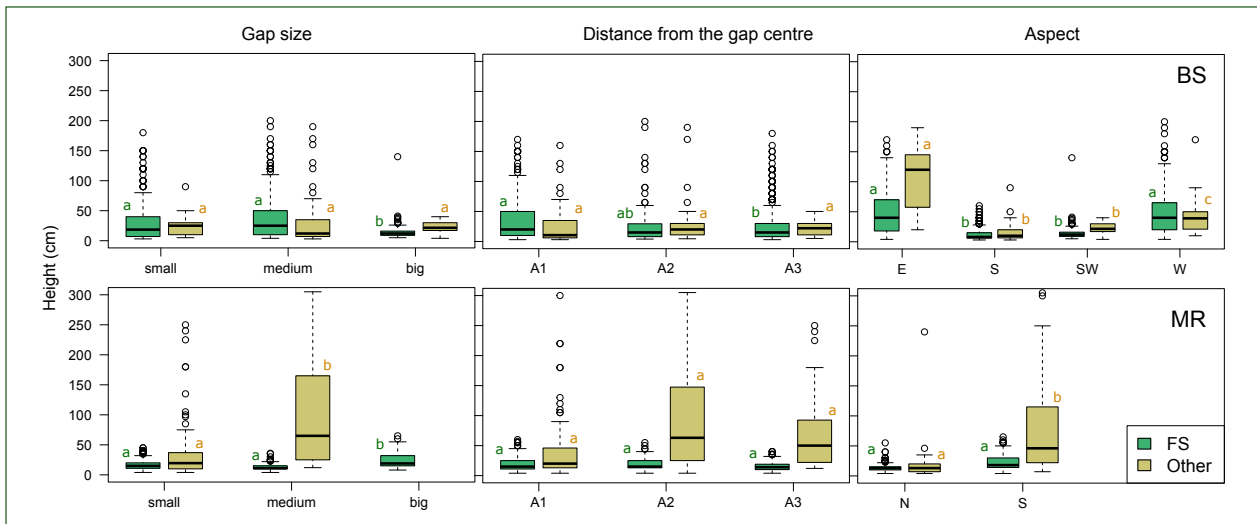 Gap size Distance from the gap centre Aspect
Height (cm)
BS
300
250
200
150
100
50
0
a a a a b a
small medium big
a a ab a b a
A1 A2 A3
a a b b b b a c
E S SW W
MR
300
250
200
150
100
50
0
a a a b b
small medium big
a a a a a a
A1 A2 A3
a a a b
N S
FS
Other